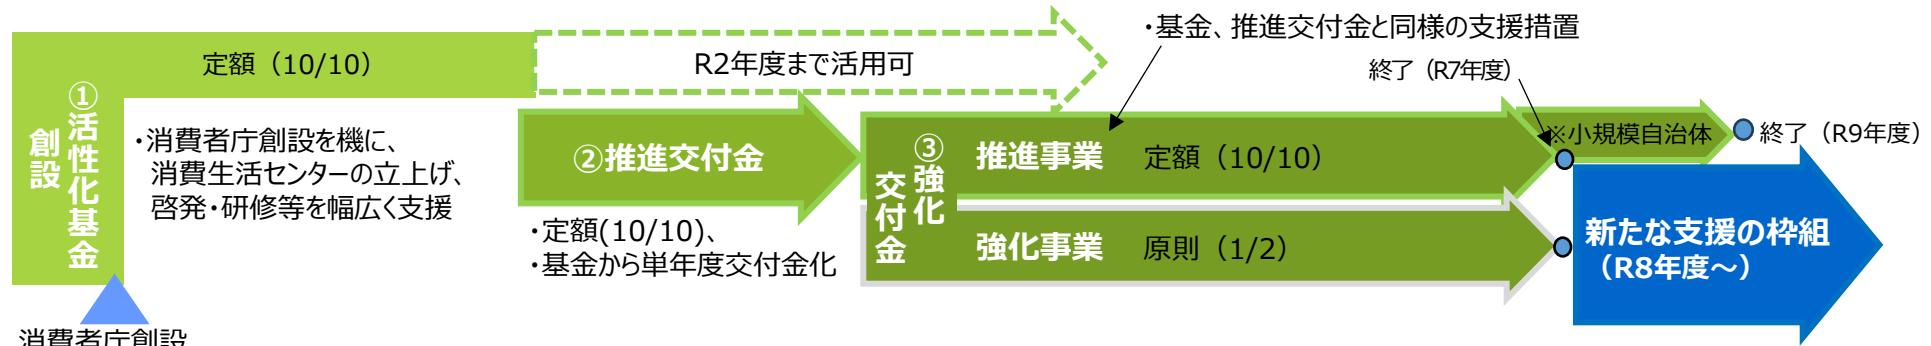 ①活性化基金
創設
定額（10/10）
R2年度まで活用可
・基金、推進交付金と同様の支援措置
終了（R7年度）
・消費者庁創設を機に、
消費生活センターの立上げ、
啓発・研修等を幅広く支援
②推進交付金
・定額(10/10)、
・基金から単年度交付金化
③強化
交付金
推進事業　定額（10/10）
強化事業　原則（1/2）
※小規模自治体
終了（R9年度）
新たな支援の枠組
（R8年度～）
消費者庁創設